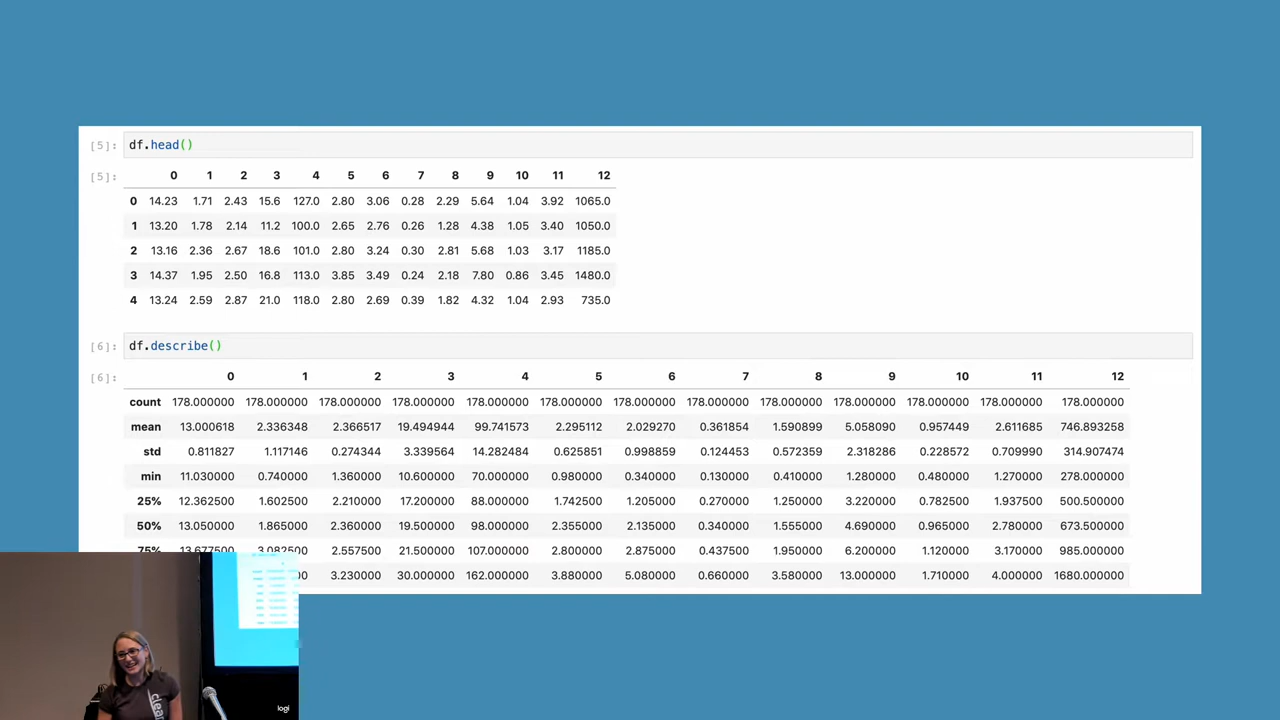 [5]: df.head()
[5]: 0 1 2 3 4 5 6 7 8 9 10 11 12
0 14.23 1.71 2.43 15.6 127.0 2.80 3.06 0.28 2.29 5.64 1.04 3.92 1065.0
1 13.20 1.78 2.14 11.2 100.0 2.65 2.76 0.26 1.28 4.38 1.05 3.40 1050.0
2 13.16 2.36 2.67 18.6 101.0 2.80 3.24 0.30 2.81 5.68 1.03 3.17 1185.0
3 14.37 1.95 2.50 16.8 113.0 3.85 3.49 0.24 2.18 7.80 0.86 3.45 1480.0
4 13.24 2.59 2.87 21.0 118.0 2.80 2.69 0.39 1.82 4.32 1.04 2.93 735.0
[6]: df.describe()
[6]: 0 1 2 3 4 5 6 7 8 9 10 11 12
count 178.000000 178.000000 178.000000 178.000000 178.000000 178.000000 178.000000 178.000000 178.000000 178.000000 178.000000 178.000000 178.000000
mean 13.000618 2.336348 2.366517 19.494944 99.741573 2.295112 2.029270 0.361854 1.590899 5.058090 0.957449 2.611685 746.893258
std 0.811827 1.117146 0.274344 3.339564 14.282484 0.625851 0.998859 0.124453 0.572359 2.318286 0.228572 0.709990 314.907474
min 11.030000 0.740000 1.360000 10.600000 70.000000 0.980000 0.340000 0.130000 0.410000 1.280000 0.480000 1.270000 278.000000
25% 12.362500 1.602500 2.210000 17.200000 88.000000 1.742500 1.205000 0.270000 1.250000 3.220000 0.782500 1.937500 500.500000
50% 13.050000 1.865000 2.360000 19.500000 98.000000 2.355000 2.135000 0.340000 1.555000 4.690000 0.965000 2.780000 673.500000
75% 13.677500 3.082500 2.557500 21.500000 107.000000 2.800000 2.875000 0.437500 1.950000 6.200000 1.120000 3.170000 985.000000
3.230000 30.000000 162.000000 3.880000 5.080000 0.660000 3.580000 13.000000 1.710000 4.000000 1680.000000
clear
logi